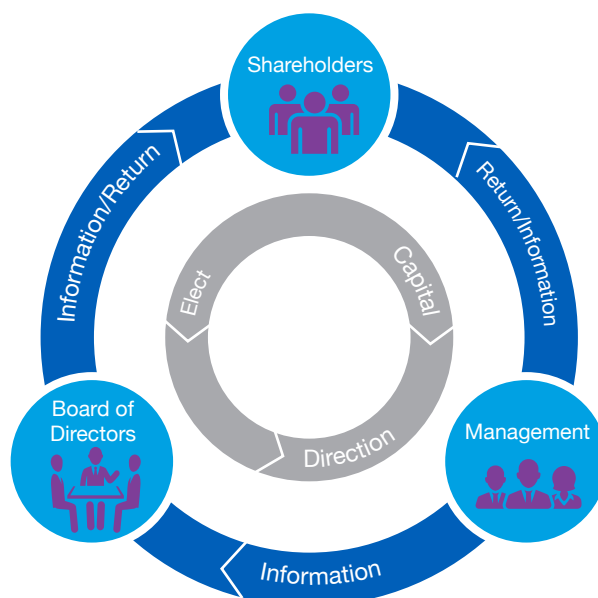 Shareholders
Information/Return
Return/Information
Elect
Capital
Board of
Directors
Management
Direction
Information